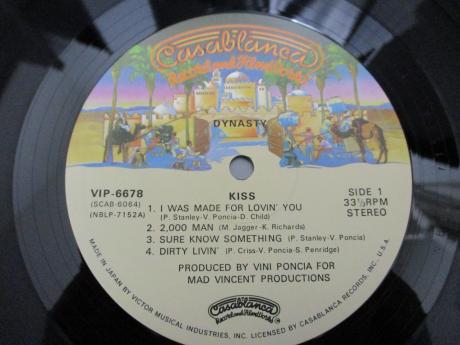 Casablanca
Record and FilmWorks
DYNASTY
VIP-6678
(SCAB-6064)
(NBLP-7152A)
KISS
SIDE 1
33⅓RPM
STEREO
1. I WAS MADE FOR LOVIN' YOU
(P. Stanley-V. Poncia-D. Child)
2. 2,000 MAN (M. Jagger-K. Richards)
3. SURE KNOW SOMETHING (P. Stanley-V. Poncia)
4. DIRTY LIVIN' (P. Criss-V. Poncia-S. Penridge)
PRODUCED BY VINI PONCIA FOR
MAD VINCENT PRODUCTIONS
Casablanca
Record and FilmWorks
MADE IN JAPAN BY VICTOR MUSICAL INDUSTRIES, INC. LICENSED BY CASABLANCA RECORDS, INC., U.S.A.